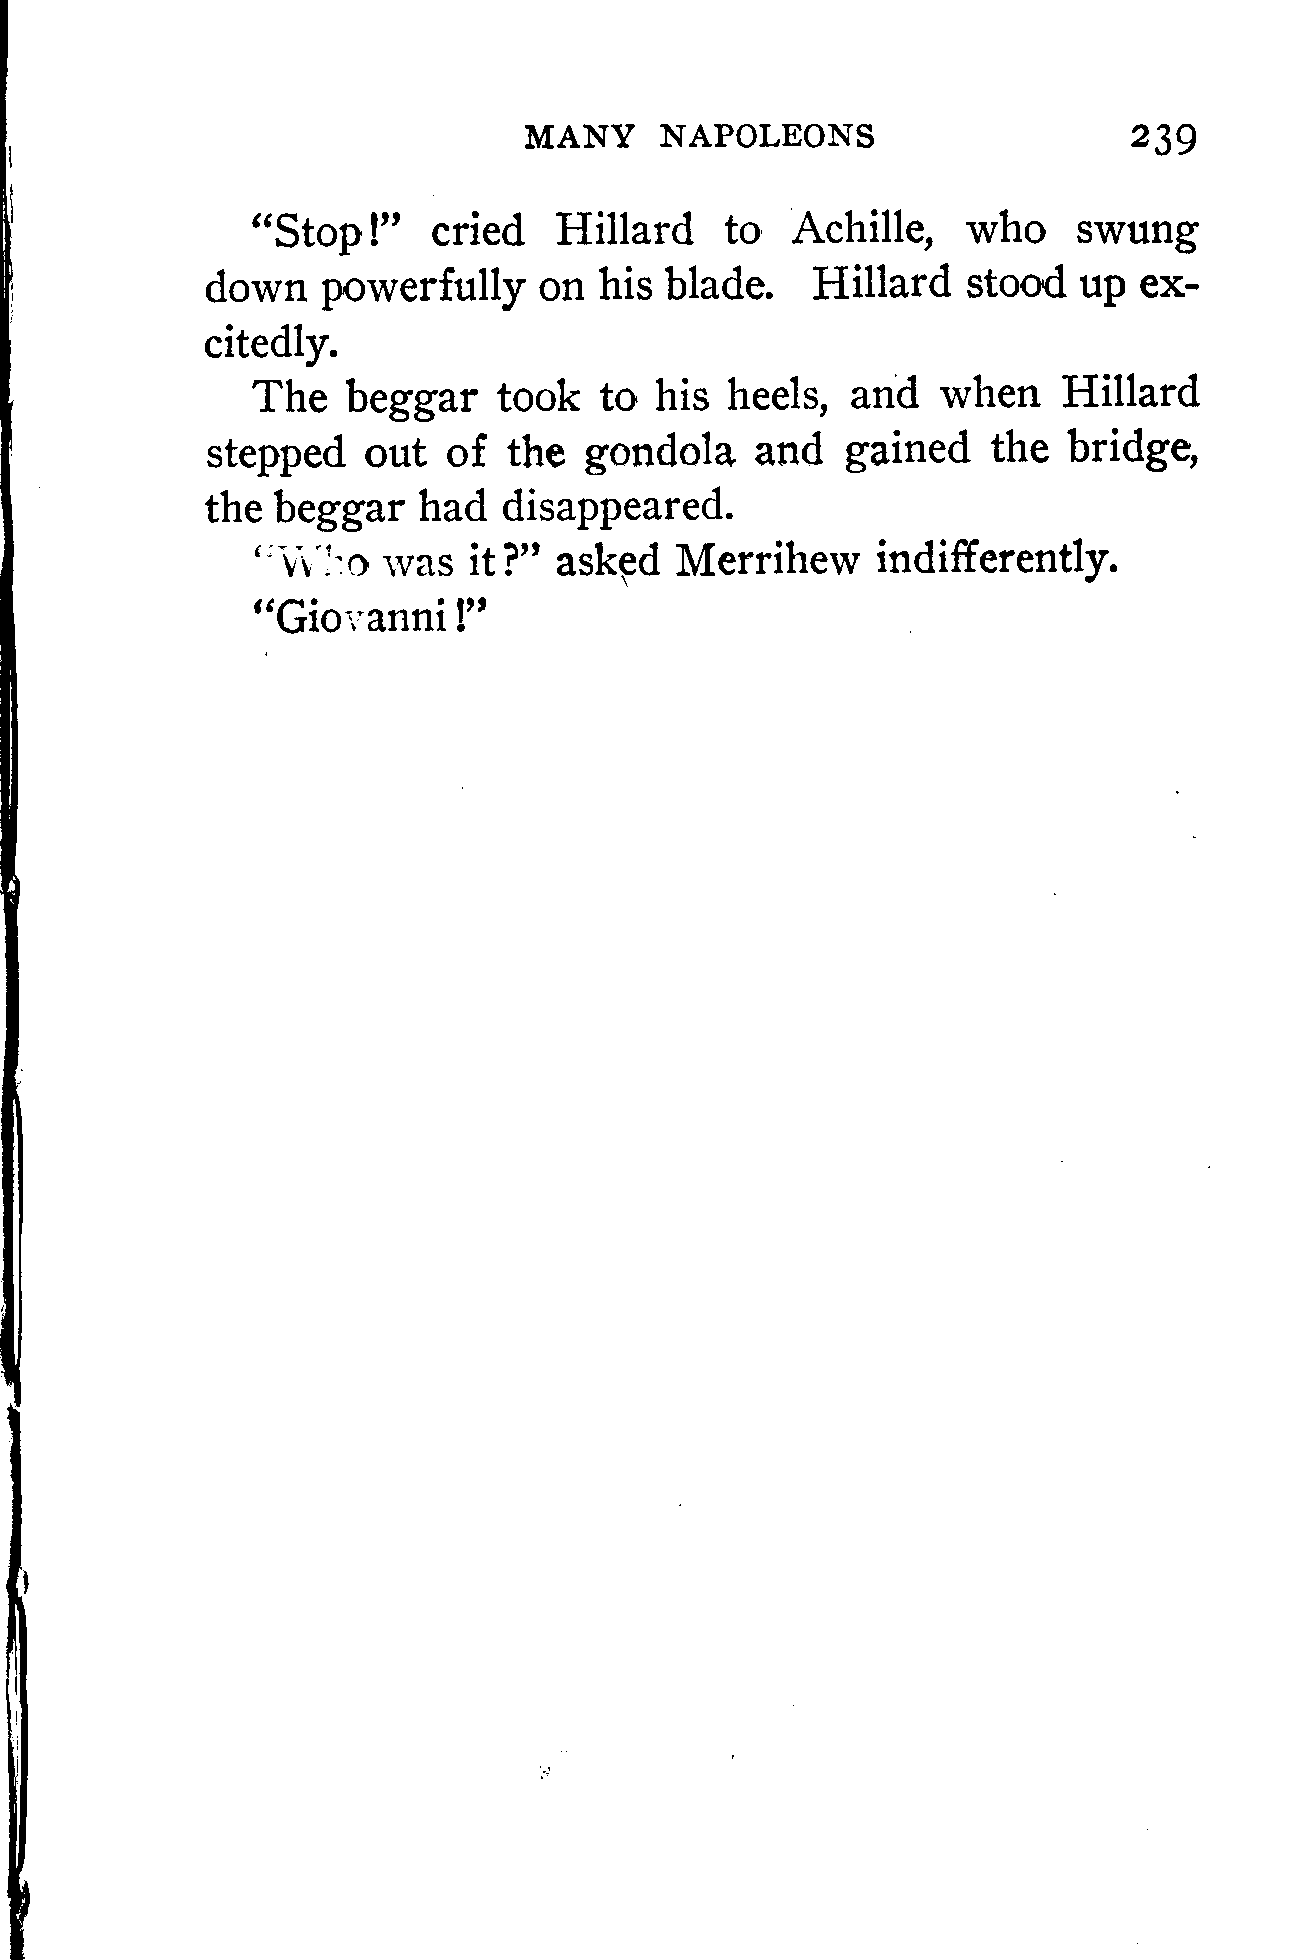 MANY NAPOLEONS 239
“Stop!” cried Hillard to Achille, who swung
down powerfully on his blade. Hillard stood up ex-
citedly.
The beggar took to his heels, and when Hillard
stepped out of the gondola and gained the bridge,
the beggar had disappeared.
“Who was it?” asked Merrihew indifferently.
“Giovanni!”